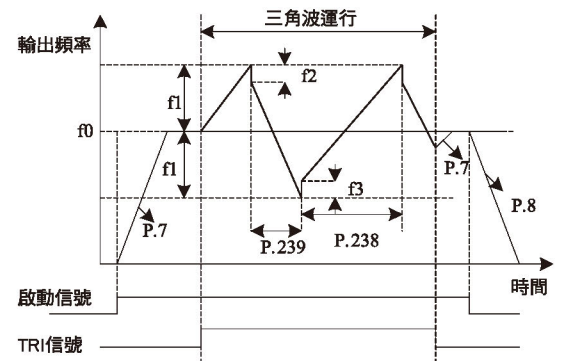 三角波運行
輸出頻率
f2
f1
f0
f1
f3
P.7
P.7
P.8
P.239
P.238
時間
啟動信號
TRI信號